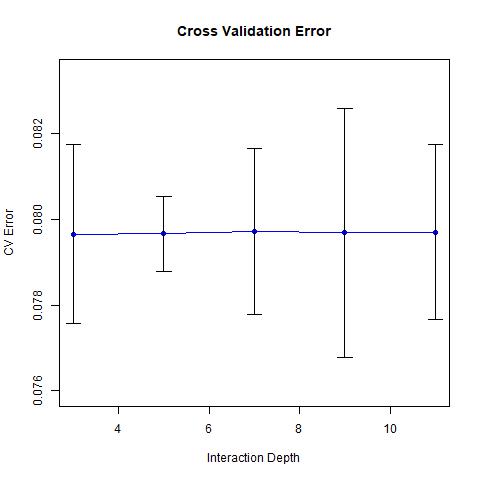 Cross Validation Error
CV Error
0.082
0.080
0.078
0.076
4 6 8 10
Interaction Depth